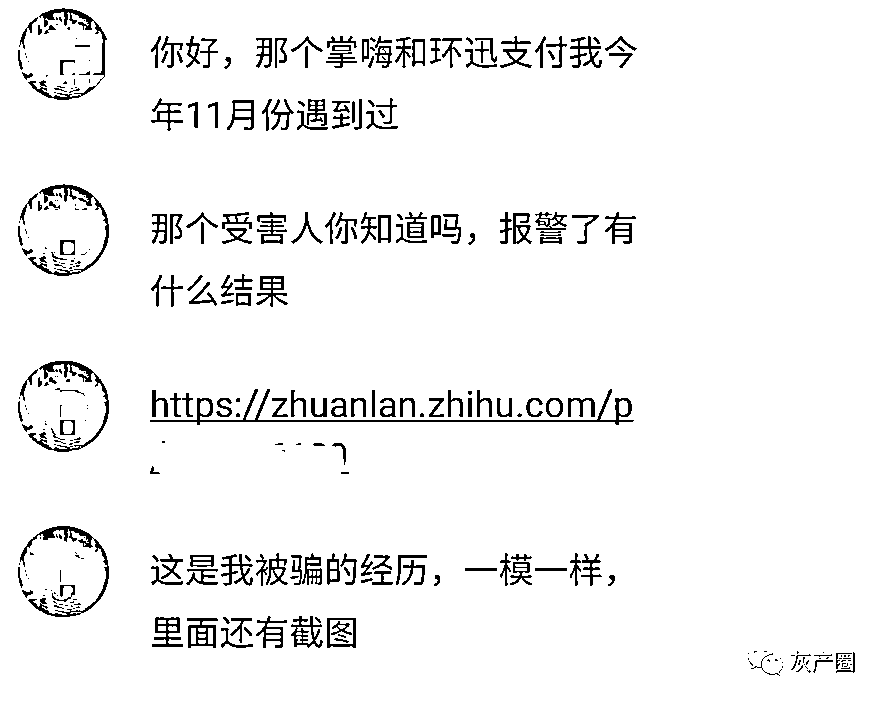 你好，那个掌嗨和环迅支付我今
年11月份遇到过
那个受害人你知道吗，报警了有
什么结果
https://zhuanlan.zhihu.com/p
这是我被骗的经历，一模一样，
里面还有截图
灰产圈